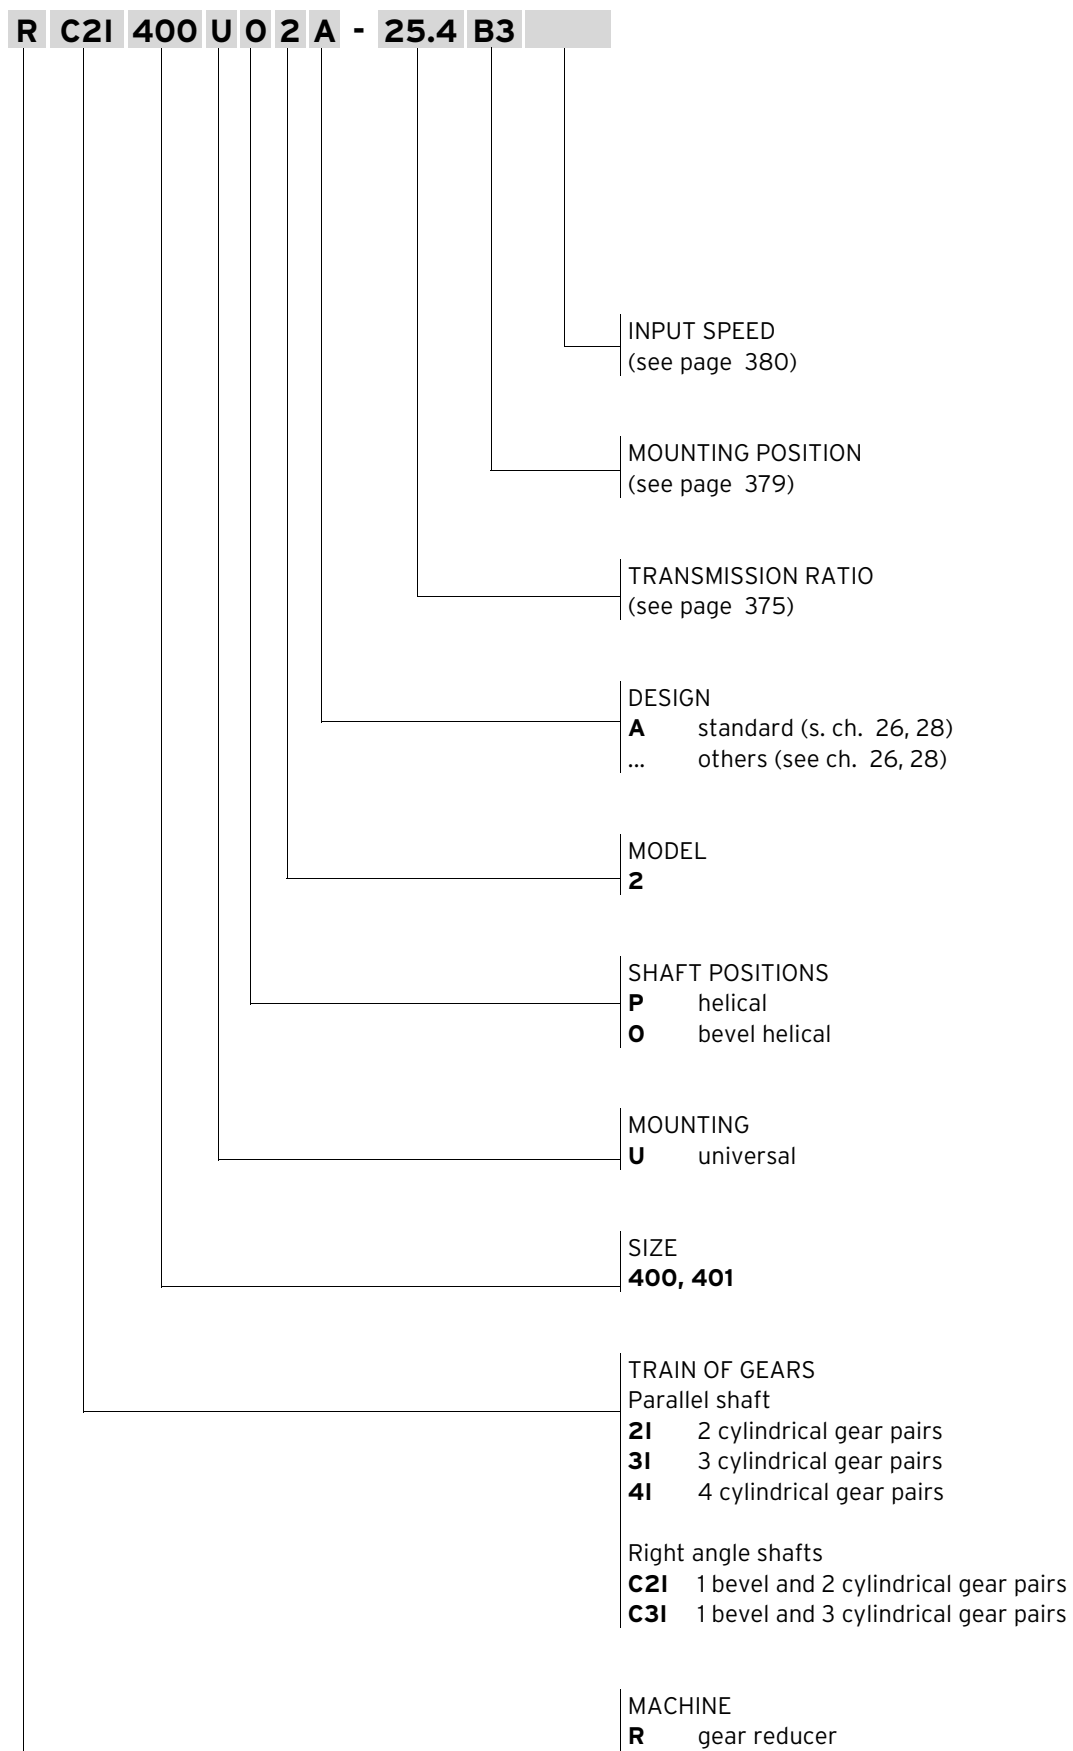 R C2I 400 U O 2 A - 25.4 B3
INPUT SPEED
(see page 380)
MOUNTING POSITION
(see page 379)
TRANSMISSION RATIO
(see page 375)
DESIGN
A standard (s. ch. 26, 28)
... others (see ch. 26, 28)
MODEL
2
SHAFT POSITIONS
P helical
O bevel helical
MOUNTING
U universal
SIZE
400, 401
TRAIN OF GEARS
Parallel shaft
2I 2 cylindrical gear pairs
3I 3 cylindrical gear pairs
4I 4 cylindrical gear pairs
Right angle shafts
C2I 1 bevel and 2 cylindrical gear pairs
C3I 1 bevel and 3 cylindrical gear pairs
MACHINE
R gear reducer